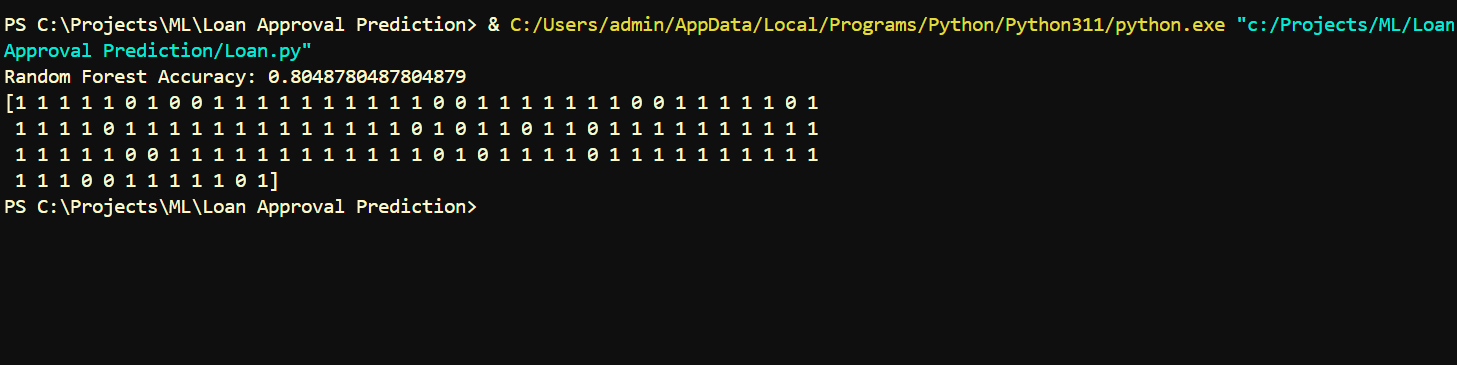 PS C:\Projects\ML\Loan Approval Prediction> & C:/Users/admin/AppData/Local/Programs/Python/Python311/python.exe "c:/Projects/ML/Loan
Approval Prediction/Loan.py"
Random Forest Accuracy: 0.8048780487804879
[1 1 1 1 1 0 1 0 0 1 1 1 1 1 1 1 1 1 1 0 0 1 1 1 1 1 1 1 0 0 1 1 1 1 1 0 1
 1 1 1 1 0 1 1 1 1 1 1 1 1 1 1 1 1 1 0 1 0 1 1 0 1 1 0 1 1 1 1 1 1 1 1 1 1
 1 1 1 1 1 0 0 1 1 1 1 1 1 1 1 1 1 1 1 0 1 0 1 1 1 1 0 1 1 1 1 1 1 1 1 1 1
 1 1 1 0 0 1 1 1 1 1 0 1]
PS C:\Projects\ML\Loan Approval Prediction>